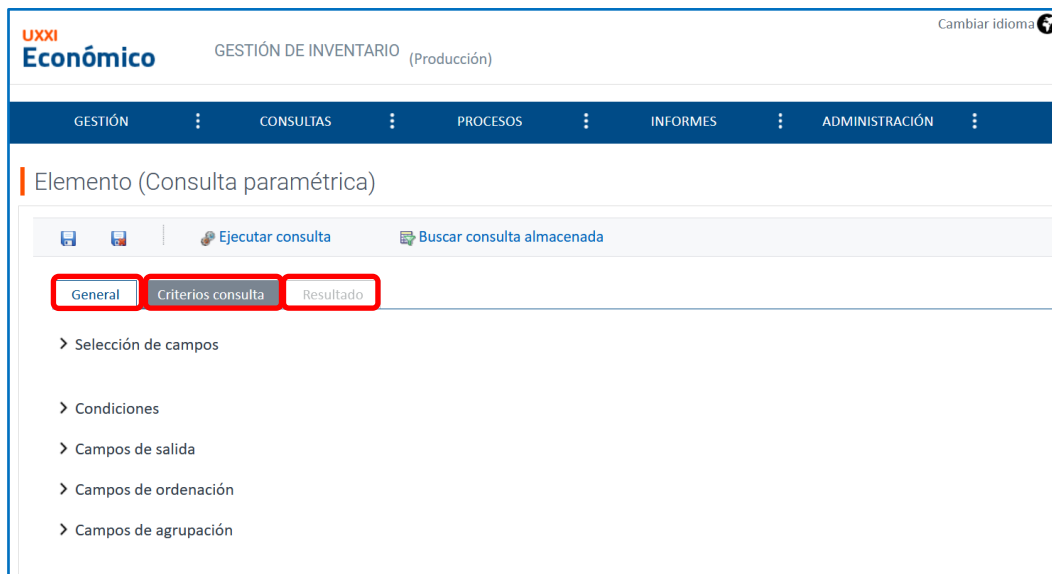 Cambiar idioma
UXXI
Económico
GESTIÓN DE INVENTARIO (Producción)
GESTIÓN CONSULTAS PROCESOS INFORMES ADMINISTRACIÓN
Elemento (Consulta paramétrica)
Ejecutar consulta Buscar consulta almacenada
General Criterios consulta Resultado
Selección de campos
Condiciones
Campos de salida
Campos de ordenación
Campos de agrupación